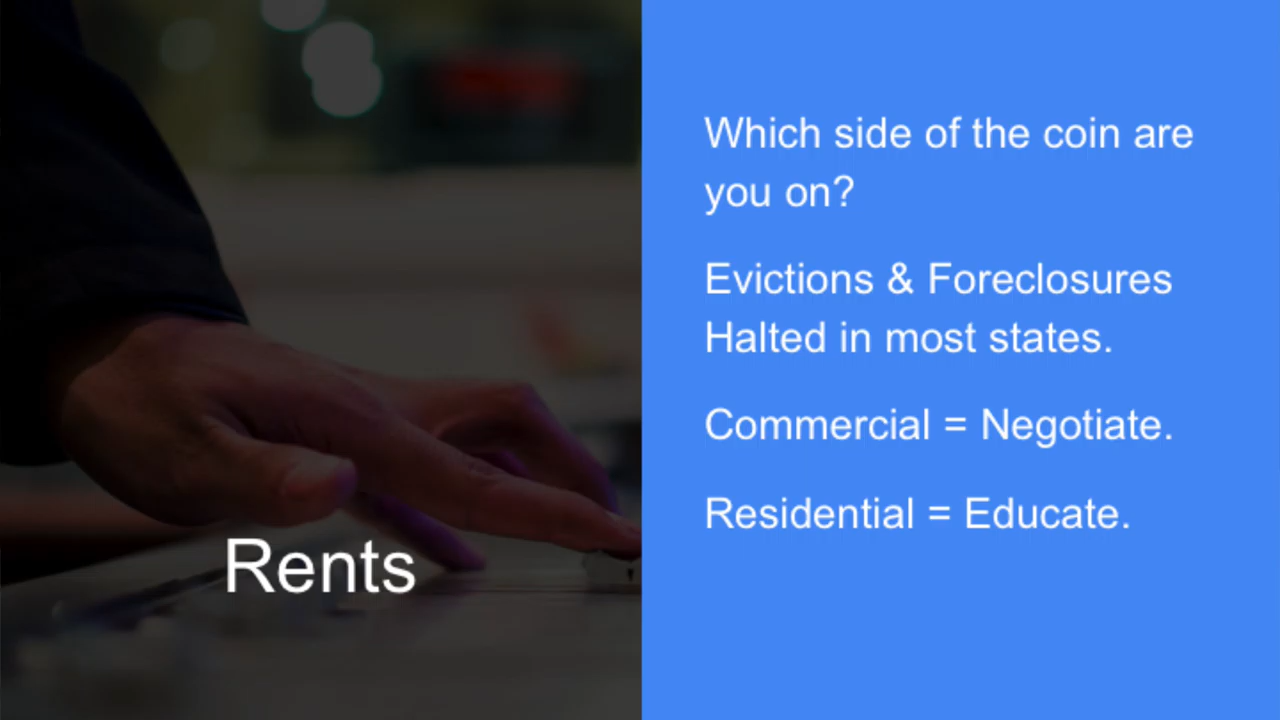 Rents
Which side of the coin are
you on?
Evictions & Foreclosures
Halted in most states.
Commercial = Negotiate.
Residential = Educate.